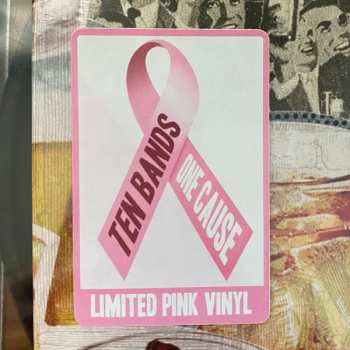 TEN BANDS
ONE CAUSE
LIMITED PINK VINYL